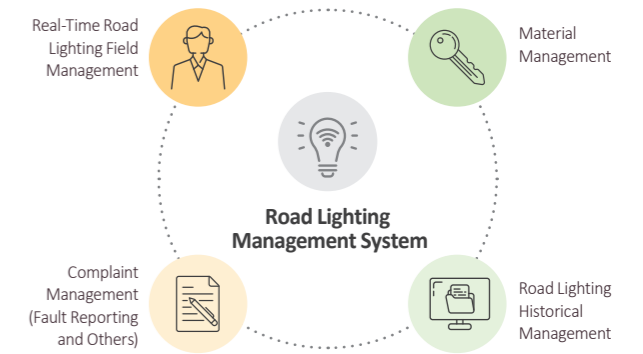 Real-Time Road
Lighting Field
Management
Material
Management
Road Lighting
Management System
Complaint
Management
(Fault Reporting
and Others)
Road Lighting
Historical
Management